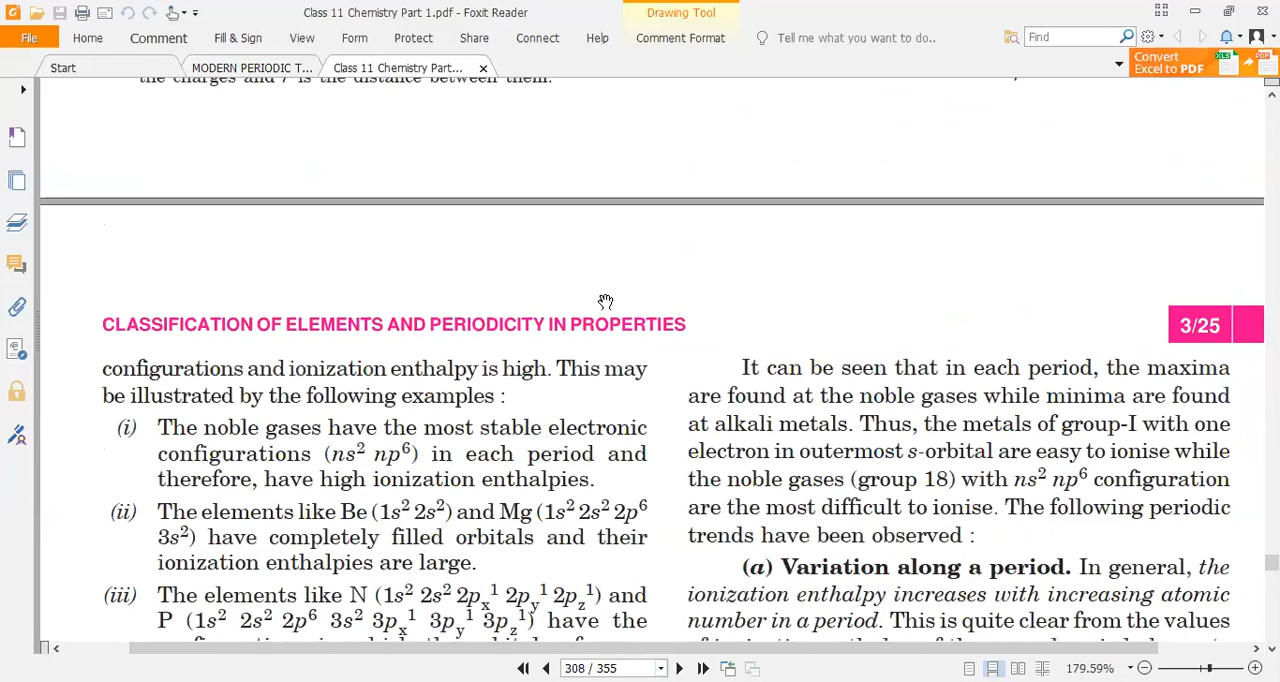 Class 11 Chemistry Part 1.pdf - Foxit Reader
Drawing Tool
File Home Comment Fill & Sign View Form Protect Share Connect Help Comment Format Tell me what you want to do.. Find
Start MODERN PERIODIC T... Class 11 Chemistry Part...
Convert
Excel to PDF
the charges and r is the distance between them.
CLASSIFICATION OF ELEMENTS AND PERIODICITY IN PROPERTIES
3/25
configurations and ionization enthalpy is high. This may
be illustrated by the following examples :
(i) The noble gases have the most stable electronic
configurations (ns² np⁶) in each period and
therefore, have high ionization enthalpies.
(ii) The elements like Be (1s² 2s²) and Mg (1s² 2s² 2p⁶
3s²) have completely filled orbitals and their
ionization enthalpies are large.
(iii) The elements like N (1s² 2s² 2pₓ¹ 2p_y¹ 2p_z¹) and
P (1s² 2s² 2p⁶ 3s² 3pₓ¹ 3p_y¹ 3p_z¹) have the
It can be seen that in each period, the maxima
are found at the noble gases while minima are found
at alkali metals. Thus, the metals of group-I with one
electron in outermost s-orbital are easy to ionise while
the noble gases (group 18) with ns² np⁶ configuration
are the most difficult to ionise. The following periodic
trends have been observed :
(a) Variation along a period. In general, the
ionization enthalpy increases with increasing atomic
number in a period. This is quite clear from the values
308 / 355
179.59%